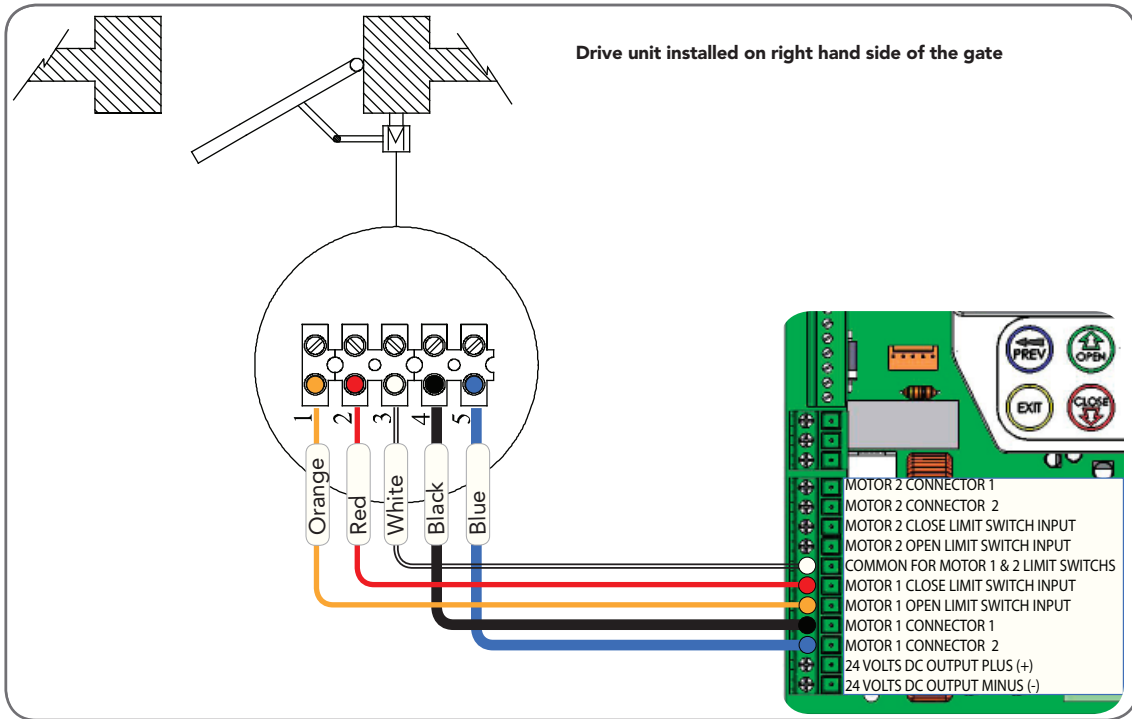 Drive unit installed on right hand side of the gate
1 2 3 4 5
Orange
Red
White
Black
Blue
PREV
OPEN
EXIT
CLOSE
MOTOR 2 CONNECTOR 1
MOTOR 2 CONNECTOR 2
MOTOR 2 CLOSE LIMIT SWITCH INPUT
MOTOR 2 OPEN LIMIT SWITCH INPUT
COMMON FOR MOTOR 1 & 2 LIMIT SWITCHS
MOTOR 1 CLOSE LIMIT SWITCH INPUT
MOTOR 1 OPEN LIMIT SWITCH INPUT
MOTOR 1 CONNECTOR 1
MOTOR 1 CONNECTOR 2
24 VOLTS DC OUTPUT PLUS (+)
24 VOLTS DC OUTPUT MINUS (-)